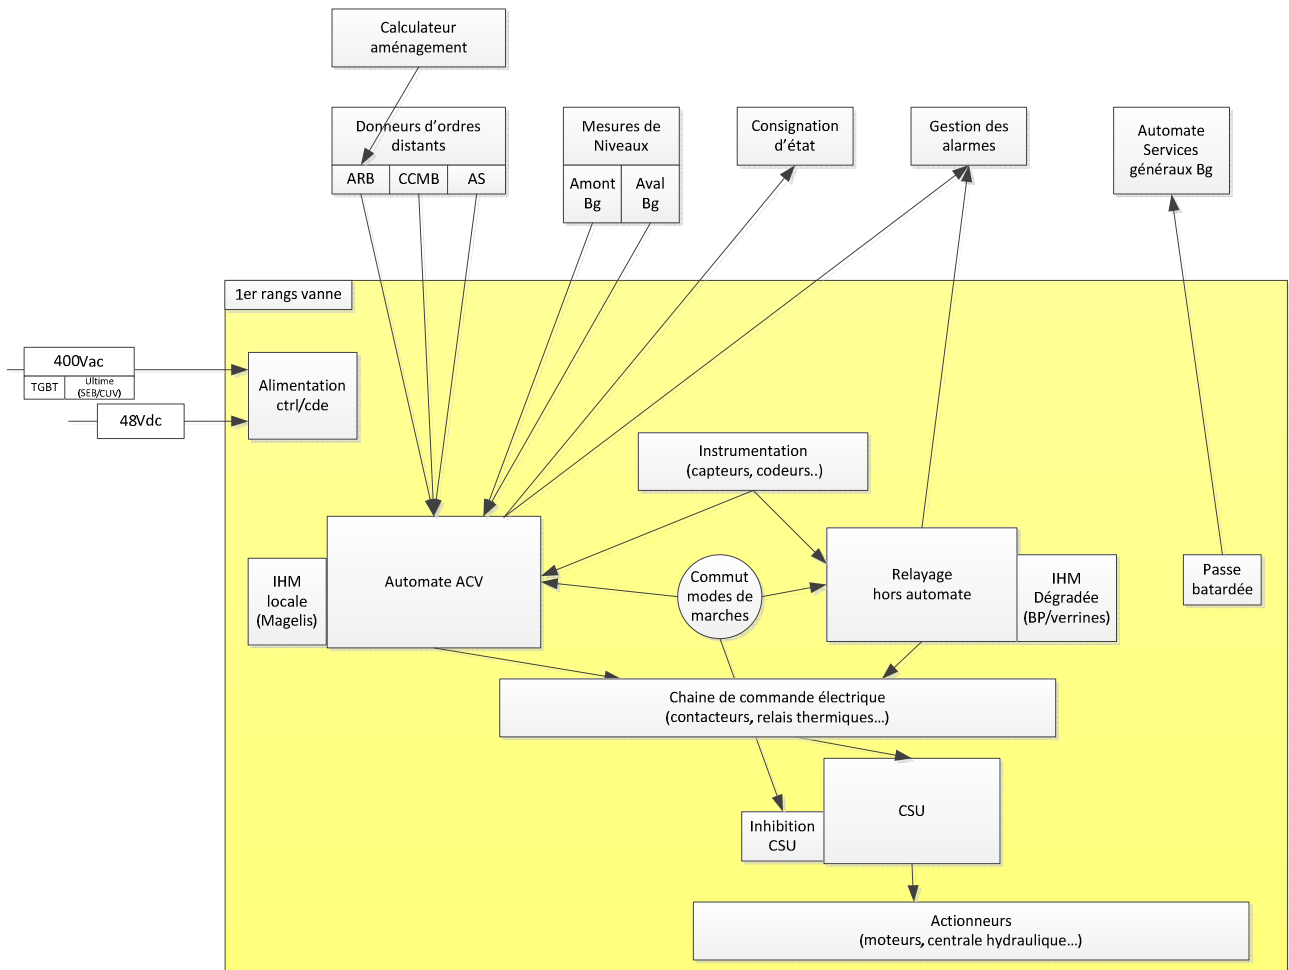 Calculateur
aménagement
Donneurs d'ordres
distants
ARB
CCMB
AS
Mesures de
Niveaux
Amont
Bg
Aval
Bg
Consignation
d'état
Gestion des
alarmes
Automate
Services
généraux Bg
1er rangs vanne
400Vac
TGBT
Ultime
(SEB/CUV)
48Vdc
Alimentation
ctrl/cde
Instrumentation
(capteurs, codeurs..)
IHM
locale
(Magelis)
Automate ACV
Commut
modes de
marches
Relayage
hors automate
IHM
Dégradée
(BP/verrines)
Passe
batardée
Chaine de commande électrique
(contacteurs, relais thermiques...)
Inhibition
CSU
CSU
Actionneurs
(moteurs, centrale hydraulique...)